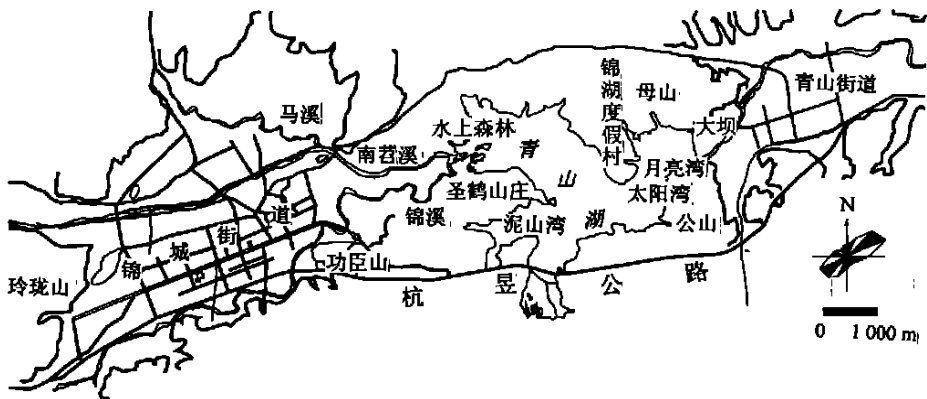 锦湖度假村
母山
青山街道
马溪
水上森林
大坝
南苕溪
青山湖
月亮湾
圣鹤山庄
太阳湾
锦溪
泥山湾
公山
锦城街道
功臣山
玲珑山
杭昱公路
N
0 1 000 m